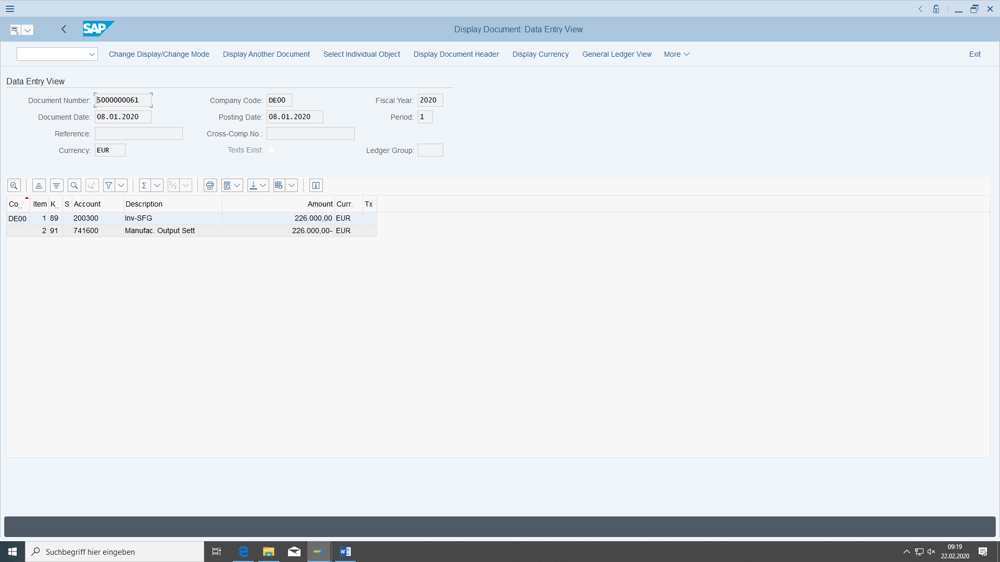 SAP
Display Document: Data Entry View
Change Display/Change Mode Display Another Document Select Individual Object Display Document Header Display Currency General Ledger View More Exit
Data Entry View
Document Number: 5000000061 Company Code: DE00 Fiscal Year: 2020
Document Date: 08.01.2020 Posting Date: 08.01.2020 Period: 1
Reference: Cross-Comp.No.:
Currency: EUR Texts Exist: Ledger Group:
Co... Item K... S Account Description Amount Curr. Tx
DE00 1 89 200300 Inv-SFG 226.000,00 EUR
2 91 741600 Manufac. Output Sett 226.000,00- EUR
Suchbegriff hier eingeben
09:19
22.02.2020